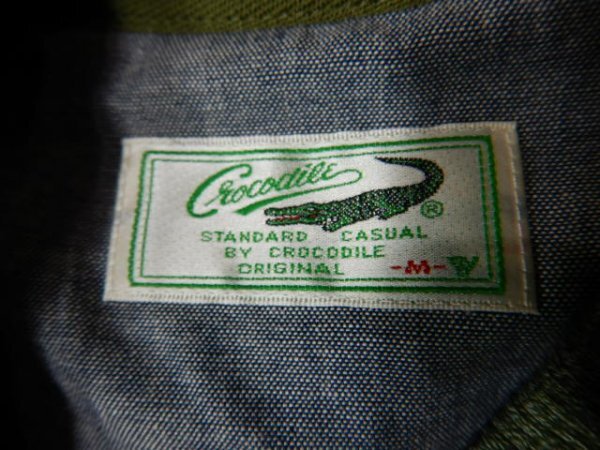 Crocodile ®
STANDARD CASUAL
BY CROCODILE
ORIGINAL -M-